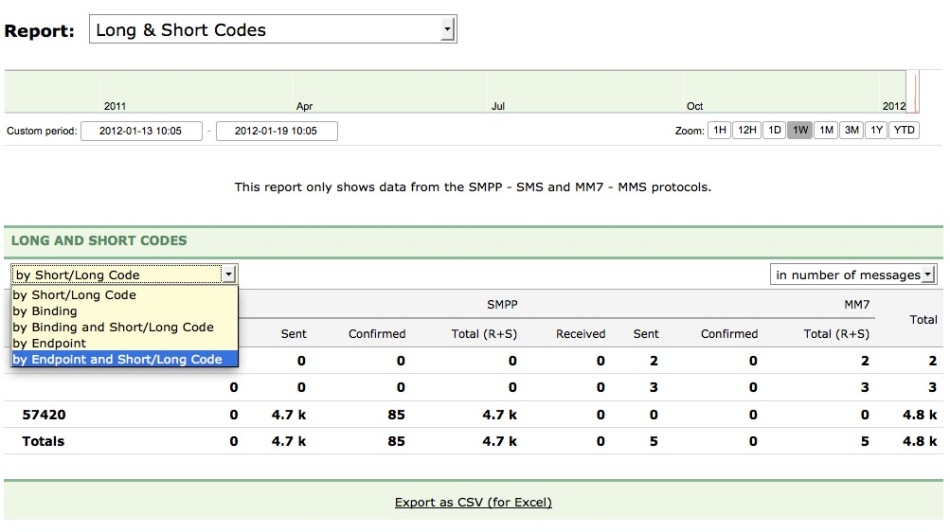 Report: Long & Short Codes
2011 Apr Jul Oct 2012
Custom period: 2012-01-13 10:05 - 2012-01-19 10:05 Zoom: 1H 12H 1D 1W 1M 3M 1Y YTD
This report only shows data from the SMPP - SMS and MM7 - MMS protocols.
LONG AND SHORT CODES
by Short/Long Code in number of messages
by Short/Long Code
by Binding
by Binding and Short/Long Code
by Endpoint
by Endpoint and Short/Long Code
SMPP MM7 Total
Sent Confirmed Total (R+S) Received Sent Confirmed Total (R+S)
0 0 0 0 2 0 2 2
0 0 0 0 0 3 0 3 3
57420 0 4.7 k 85 4.7 k 0 0 0 0 4.8 k
Totals 0 4.7 k 85 4.7 k 0 5 0 5 4.8 k
Export as CSV (for Excel)